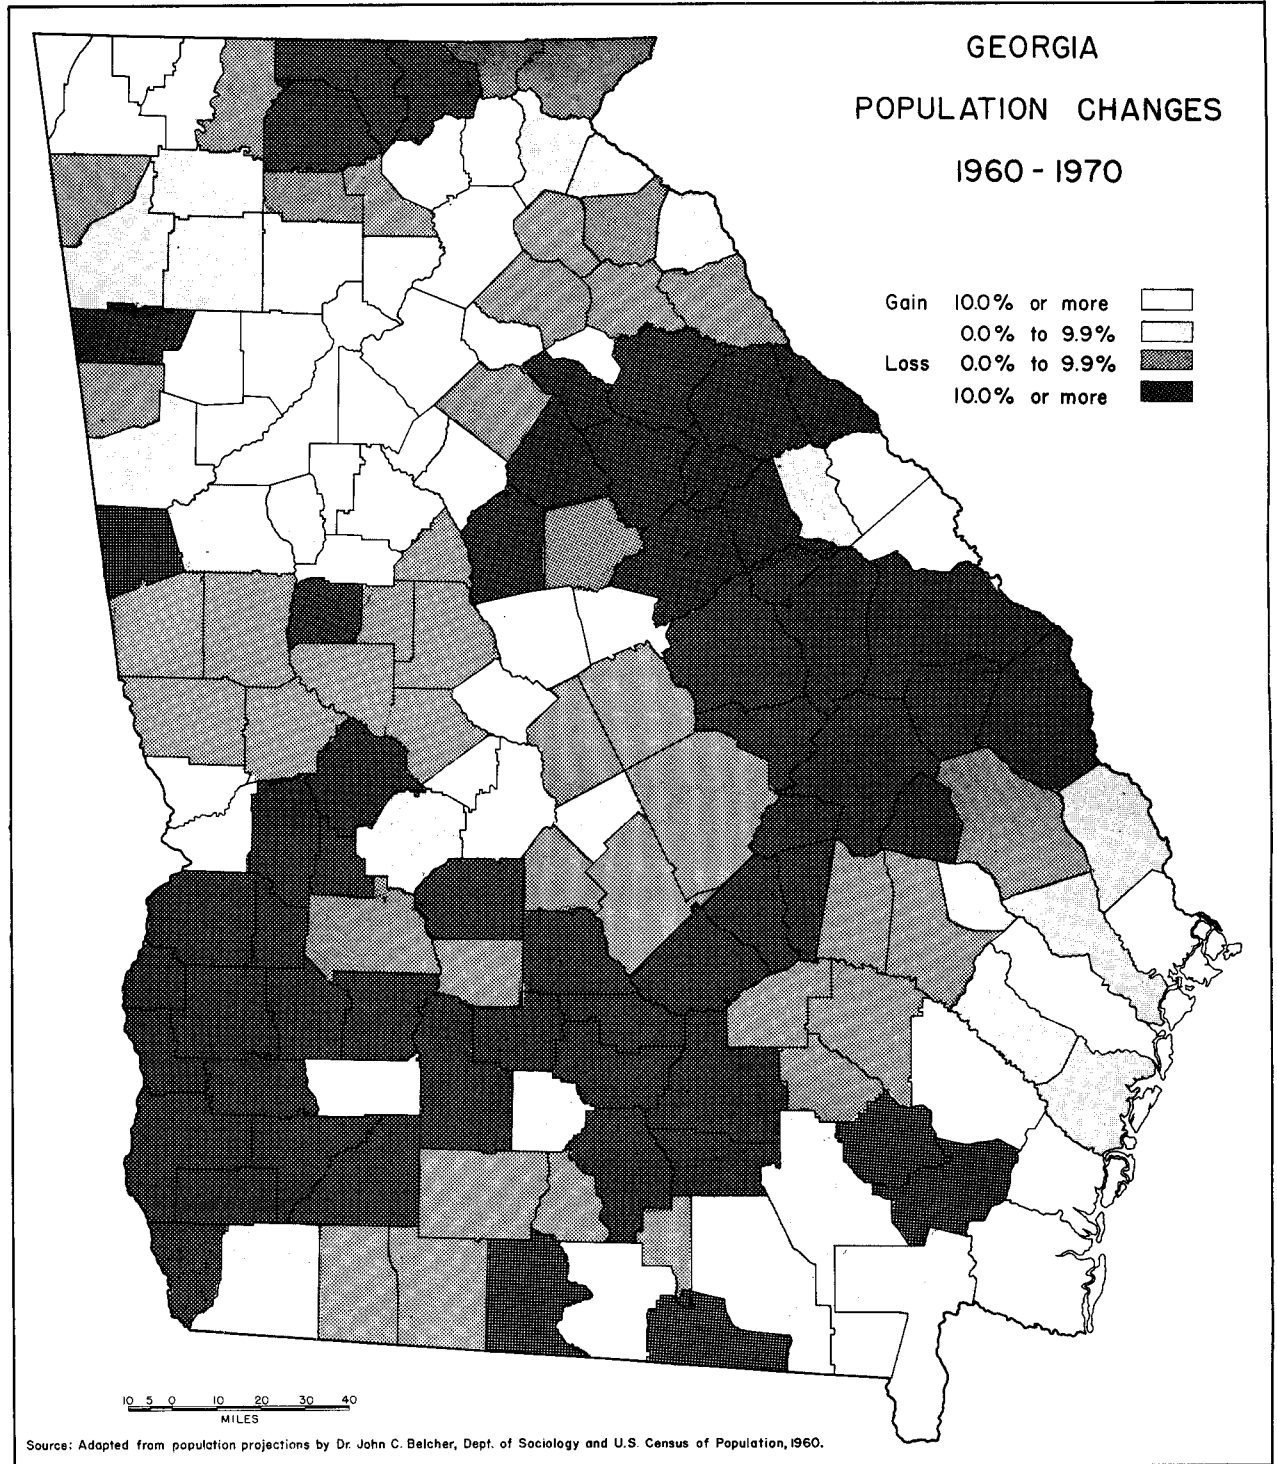 GEORGIA
POPULATION CHANGES
1960 - 1970
Gain 10.0% or more
0.0% to 9.9%
Loss 0.0% to 9.9%
10.0% or more
10 5 0 10 20 30 40
MILES
Source: Adapted from population projections by Dr. John C. Belcher, Dept. of Sociology and U.S. Census of Population, 1960.